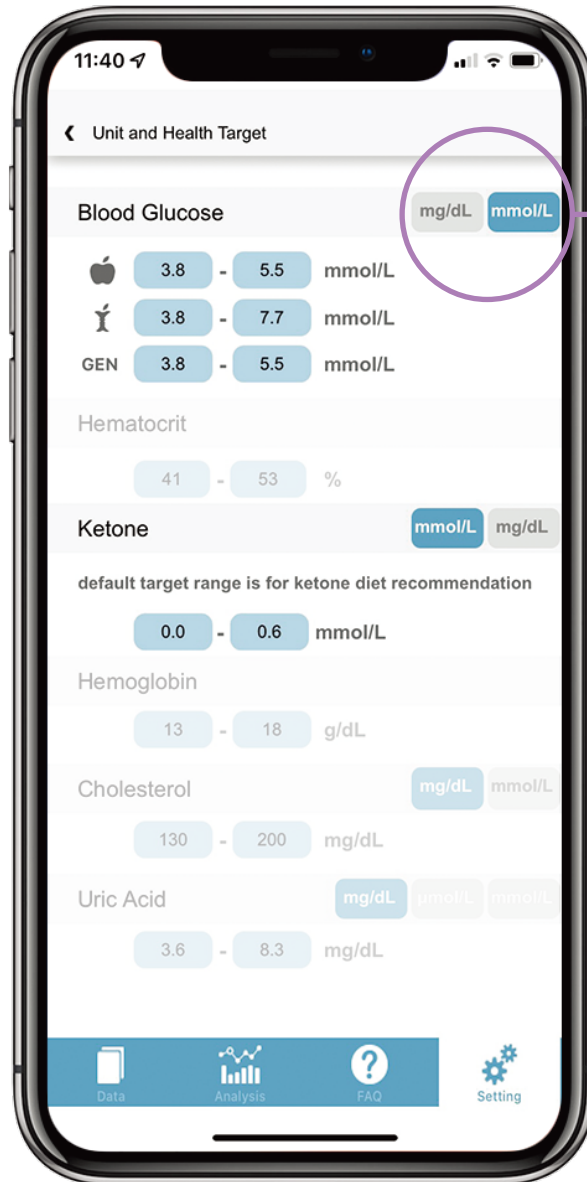 11:40
Unit and Health Target
Blood Glucose mg/dL mmol/L
3.8 - 5.5 mmol/L
3.8 - 7.7 mmol/L
GEN 3.8 - 5.5 mmol/L
Hematocrit
41 - 53 %
Ketone mmol/L mg/dL
default target range is for ketone diet recommendation
0.0 - 0.6 mmol/L
Hemoglobin
13 - 18 g/dL
Cholesterol mg/dL mmol/L
130 - 200 mg/dL
Uric Acid mg/dL µmol/L mmol/L
3.6 - 8.3 mg/dL
Data Analysis FAQ Setting